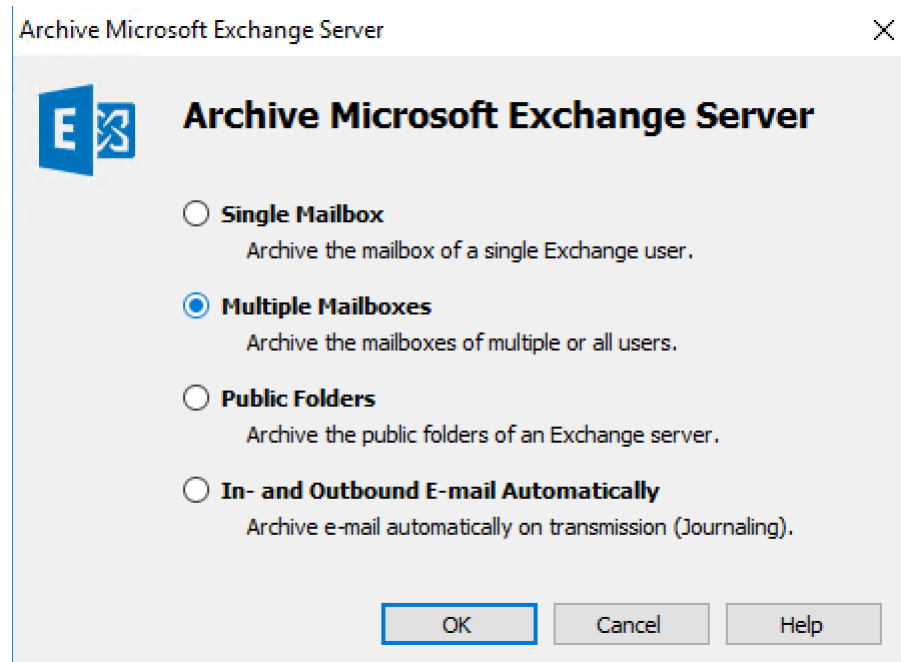 Archive Microsoft Exchange Server
E
Archive Microsoft Exchange Server
Single Mailbox
Archive the mailbox of a single Exchange user.
Multiple Mailboxes
Archive the mailboxes of multiple or all users.
Public Folders
Archive the public folders of an Exchange server.
In- and Outbound E-mail Automatically
Archive e-mail automatically on transmission (Journaling).
OK Cancel Help